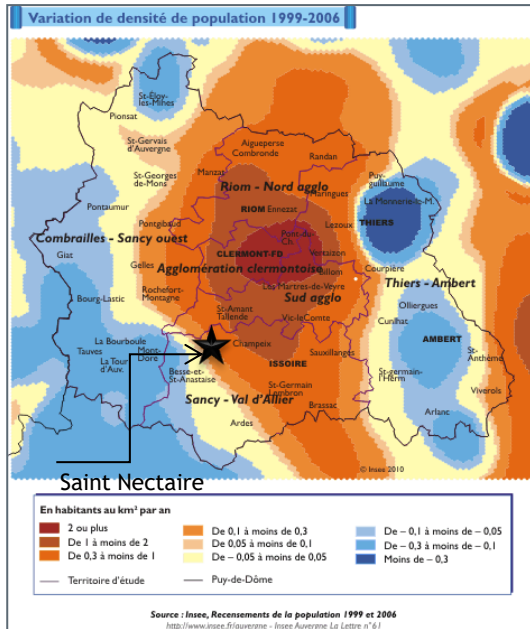 Variation de densité de population 1999-2006
St-Éloy-
les-Mines
Pionsat
Aigueperse
St-Gervais
d'Auvergne
Combronde
Randan
Manzat
St-Georges
de-Mons
Puy-
guillaume
Riom - Nord agglo
Maringues
La Monnerie-le-M.
Pontaumur
RIOM
Ennezat
Pontgibaud
Lezoux
THIERS
Combrailles - Sancy ouest
Pont-du-
Ch.
Giat
CLERMONT-FD
Vertaizon
Gelles
Agglomération clermontoise
Billom
Courpière
Thiers - Ambert
Rochefort-
Montagne
Les Martres-de-Veyre
Bourg-Lastic
Sud agglo
Olliergues
St-Amant
Tallende
Vic-le-Comte
Cunlhat
AMBERT
La Bourboule
Champeix
Tauves
Mont-
Dore
Sauxillanges
St-
Anthème
La Tour
d'Auv.
ISSOIRE
Besse-et-
St-Anastaise
St-germain-
l'Herm
St-Germain
Lembron
Viverols
Sancy - Val d'Allier
Brassac
Arlanc
Ardes
© Insee 2010
Saint Nectaire
En habitants au km² par an
2 ou plus
De 1 à moins de 2
De 0,3 à moins de 1
De 0,1 à moins de 0,3
De 0,05 à moins de 0,1
De – 0,05 à moins de 0,05
De – 0,1 à moins de – 0,05
De – 0,3 à moins de – 0,1
Moins de – 0,3
Territoire d'étude
Puy-de-Dôme
Source : Insee, Recensements de la population 1999 et 2006
http://www.insee.fr/auvergne - Insee Auvergne La Lettre n°61